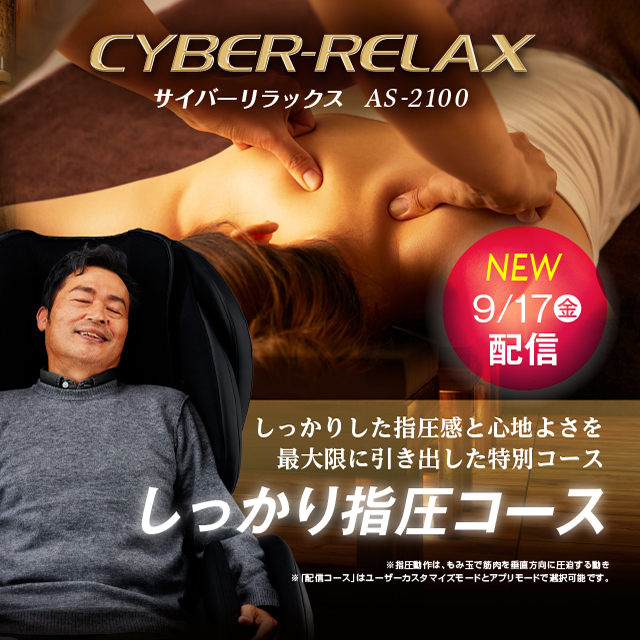 CYBER-RELAX
サイバーリラックス AS-2100
NEW
9/17㊎
配信
しっかりした指圧感と心地よさを
最大限に引き出した特別コース
しっかり指圧コース
※指圧動作は、もみ玉で筋肉を垂直方向に圧迫する動き
※「配信コース」はユーザーカスタマイズモードとアプリモードで選択可能です。